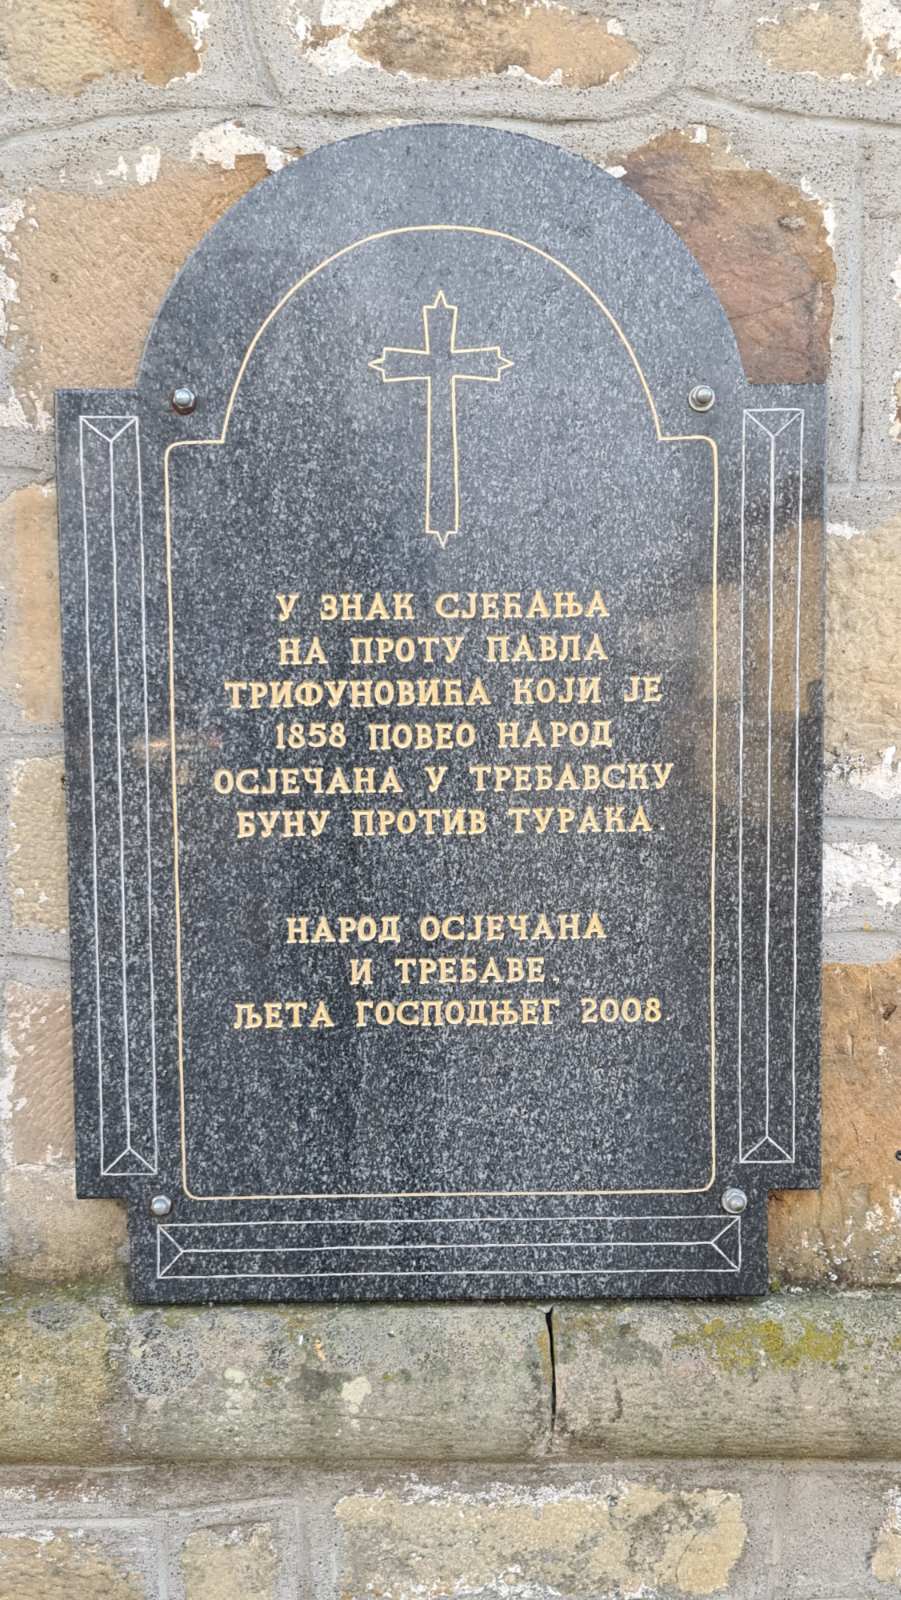 У ЗНАК СЈЕЋАЊА
НА ПРОТУ ПАВЛА
ТРИФУНОВИЋА КОЈИ ЈЕ
1858 ПОВЕО НАРОД
ОСЈЕЧАНА У ТРЕБАВСКУ
БУНУ ПРОТИВ ТУРАКА.
НАРОД ОСЈЕЧАНА
И ТРЕБАВЕ.
ЉЕТА ГОСПОДЊЕГ 2008.